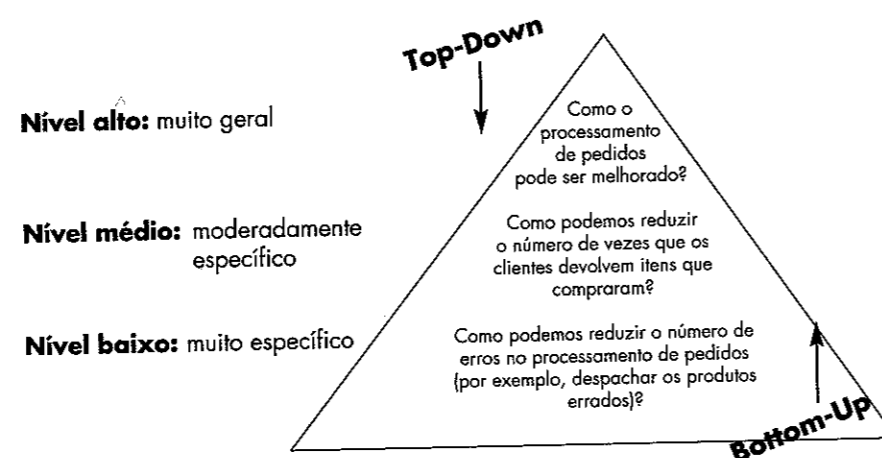 Top-Down
Nível alto: muito geral
Como o
processamento
de pedidos
pode ser melhorado?
Nível médio: moderadamente
específico
Como podemos reduzir
o número de vezes que os
clientes devolvem itens que
compraram?
Nível baixo: muito específico
Como podemos reduzir o número de
erros no processamento de pedidos
(por exemplo, despachar os produtos
errados)?
Bottom-Up